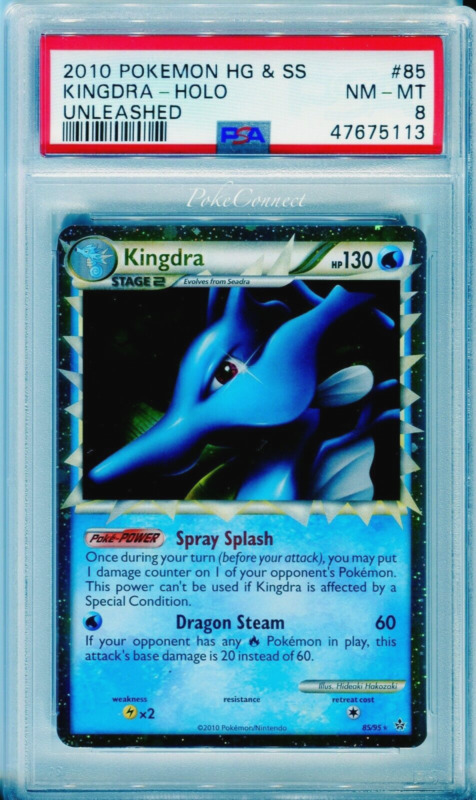 2010 POKEMON HG & SS #85
KINGDRA - HOLO NM - MT
UNLEASHED 8
PSA 47675113
PokeConnect
Kingdra HP130
STAGE 2 Evolves from Seadra
Poké-POWER Spray Splash
Once during your turn (before your attack), you may put
1 damage counter on 1 of your opponent's Pokémon.
This power can't be used if Kingdra is affected by a
Special Condition.
Dragon Steam 60
If your opponent has any Pokémon in play, this
attack's base damage is 20 instead of 60.
Illus. Hideaki Hakozaki
weakness resistance retreat cost
×2
©2010 Pokémon/Nintendo 85/95